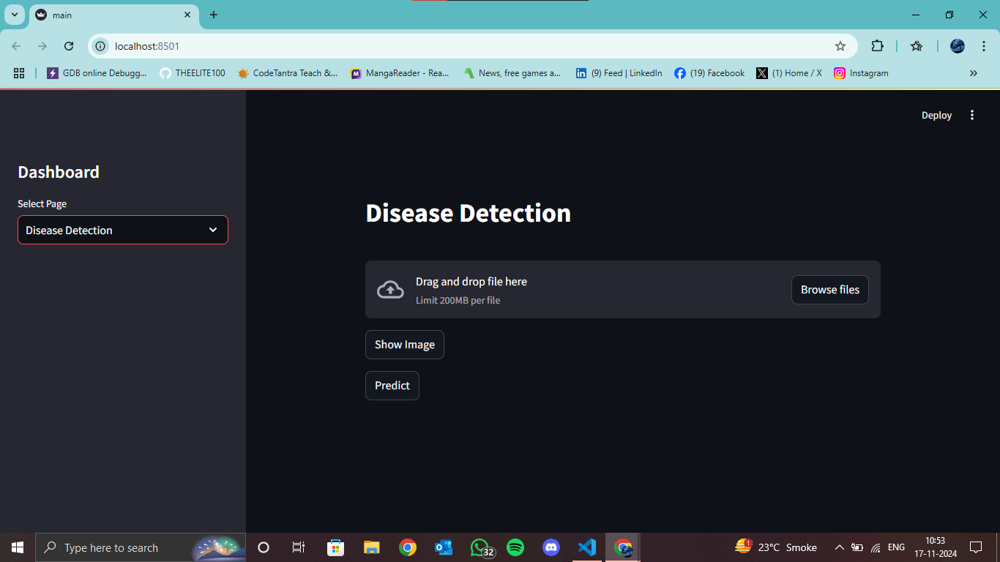 main
localhost:8501
GDB online Debugg...
THEELITE100
CodeTantra Teach &...
MangaReader - Rea...
News, free games a...
(9) Feed | LinkedIn
(19) Facebook
(1) Home / X
Instagram
Deploy
Dashboard
Select Page
Disease Detection
Disease Detection
Drag and drop file here
Limit 200MB per file
Browse files
Show Image
Predict
Type here to search
32
1
23°C Smoke
ENG
10:53
17-11-2024